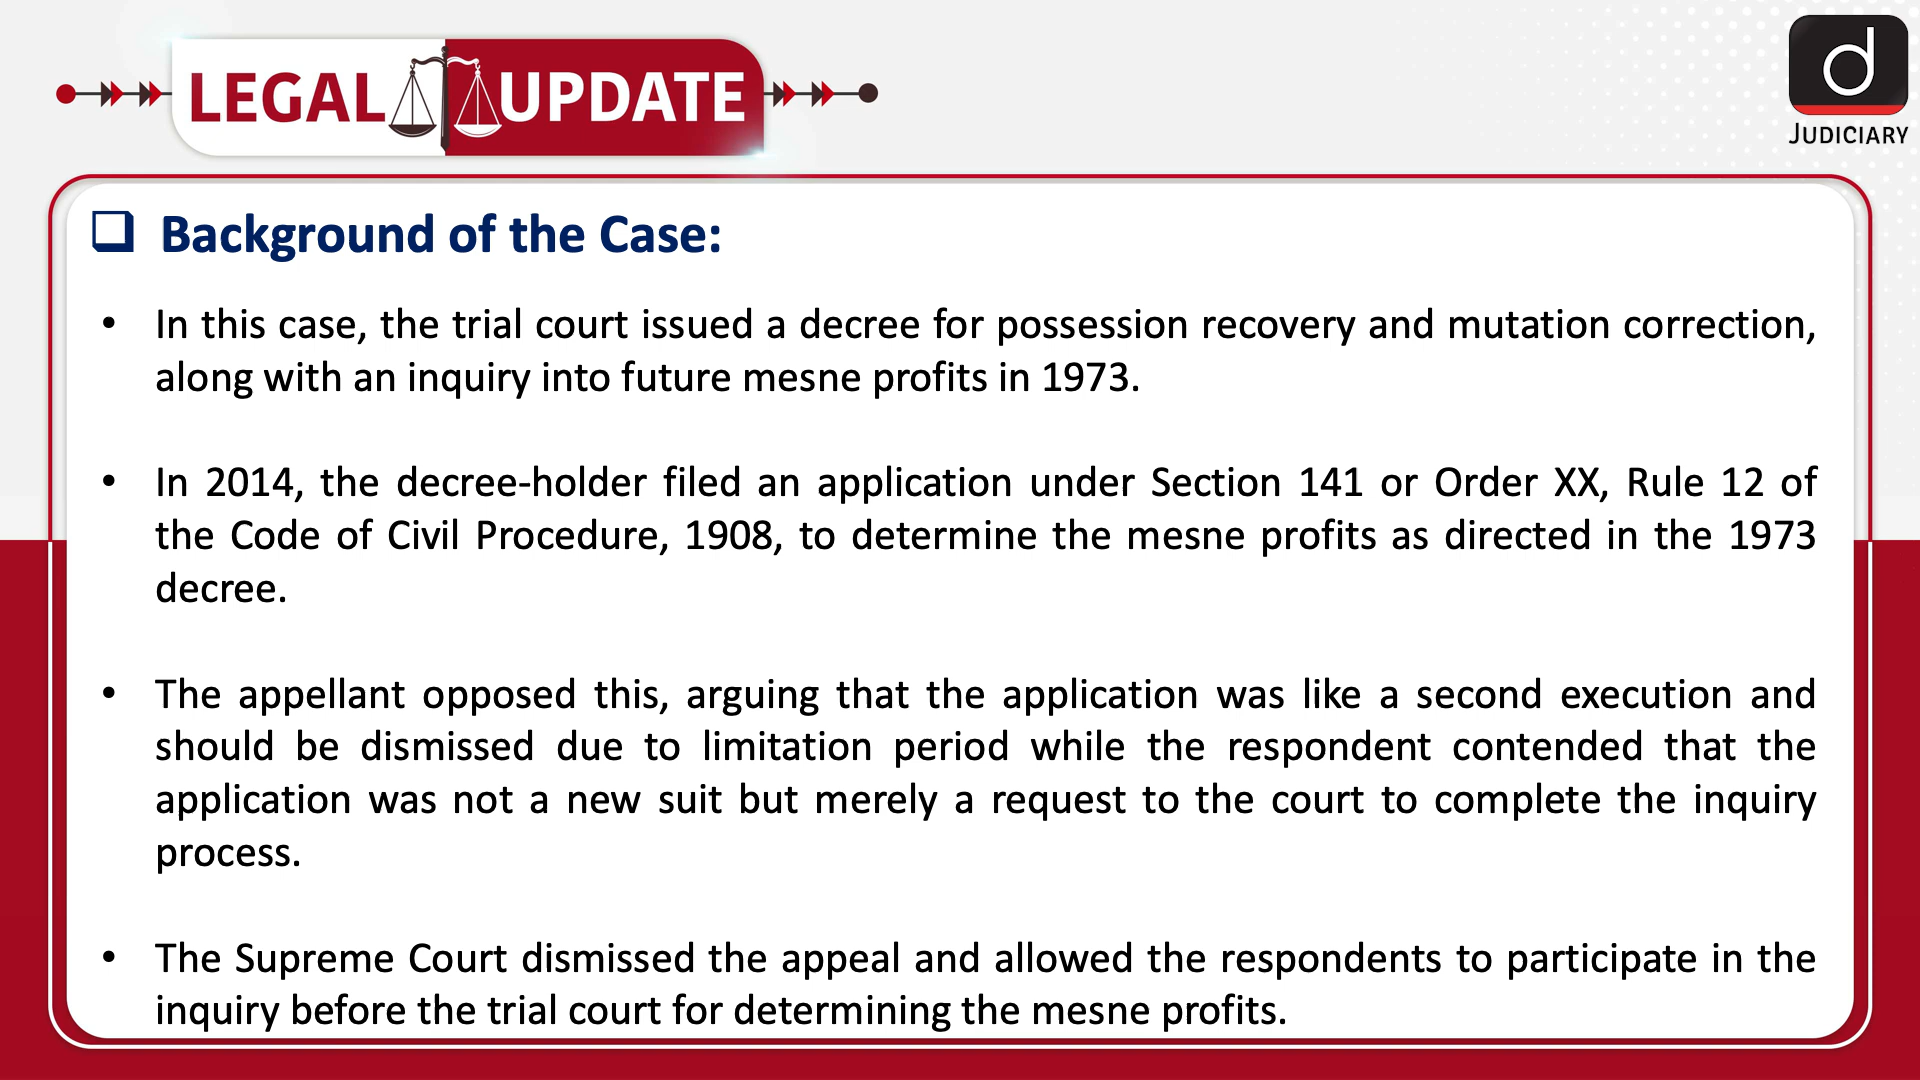 LEGAL UPDATE
d
JUDICIARY
❑ Background of the Case:
• In this case, the trial court issued a decree for possession recovery and mutation correction,
along with an inquiry into future mesne profits in 1973.
• In 2014, the decree-holder filed an application under Section 141 or Order XX, Rule 12 of
the Code of Civil Procedure, 1908, to determine the mesne profits as directed in the 1973
decree.
• The appellant opposed this, arguing that the application was like a second execution and
should be dismissed due to limitation period while the respondent contended that the
application was not a new suit but merely a request to the court to complete the inquiry
process.
• The Supreme Court dismissed the appeal and allowed the respondents to participate in the
inquiry before the trial court for determining the mesne profits.